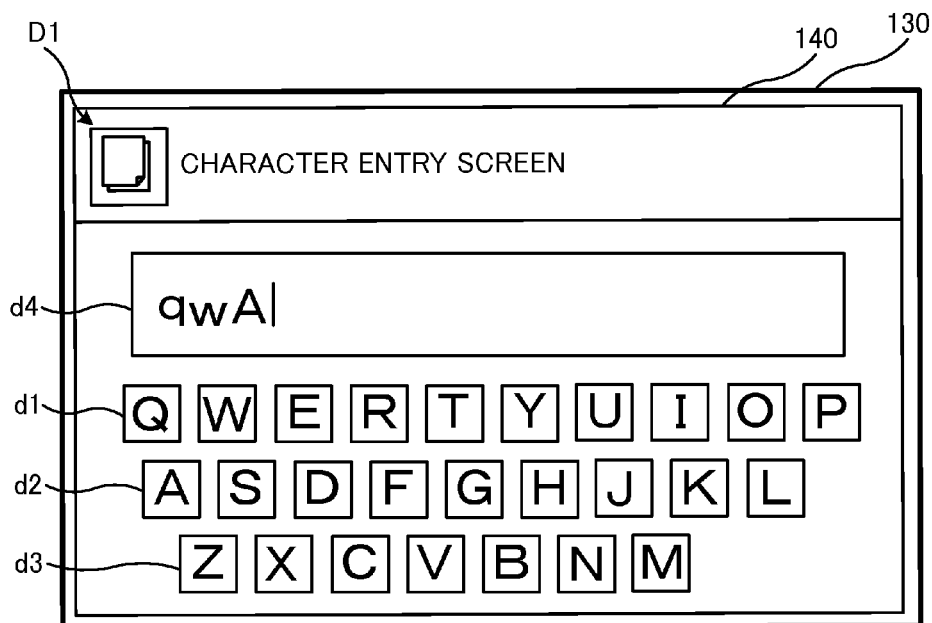 D1
140
130
CHARACTER ENTRY SCREEN
d4
qwA
d1
Q W E R T Y U I O P
d2
A S D F G H J K L
d3
Z X C V B N M